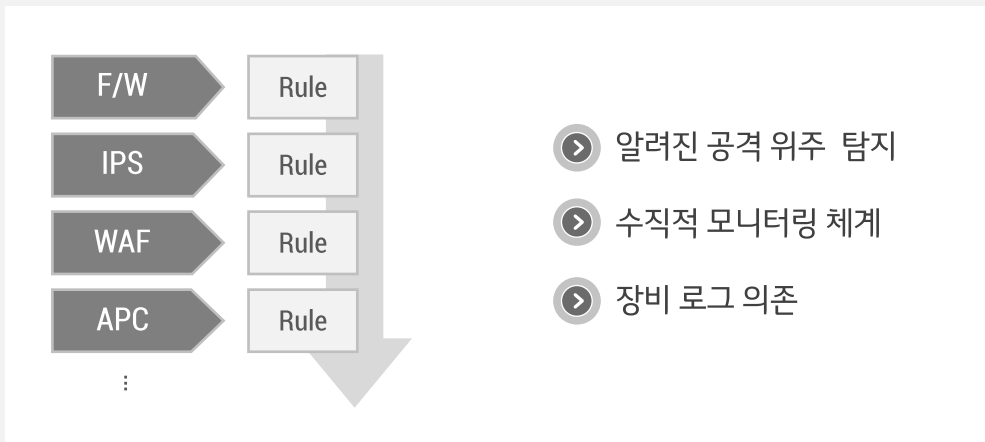 F/W
Rule
IPS
Rule
WAF
Rule
APC
Rule
⋮
알려진 공격 위주 탐지
수직적 모니터링 체계
장비 로그 의존